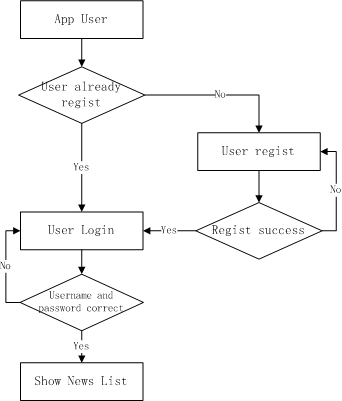 App User
User already
regist
No
User regist
Yes
No
User Login
Yes
Regist success
No
Username and
password correct
Yes
Show News List